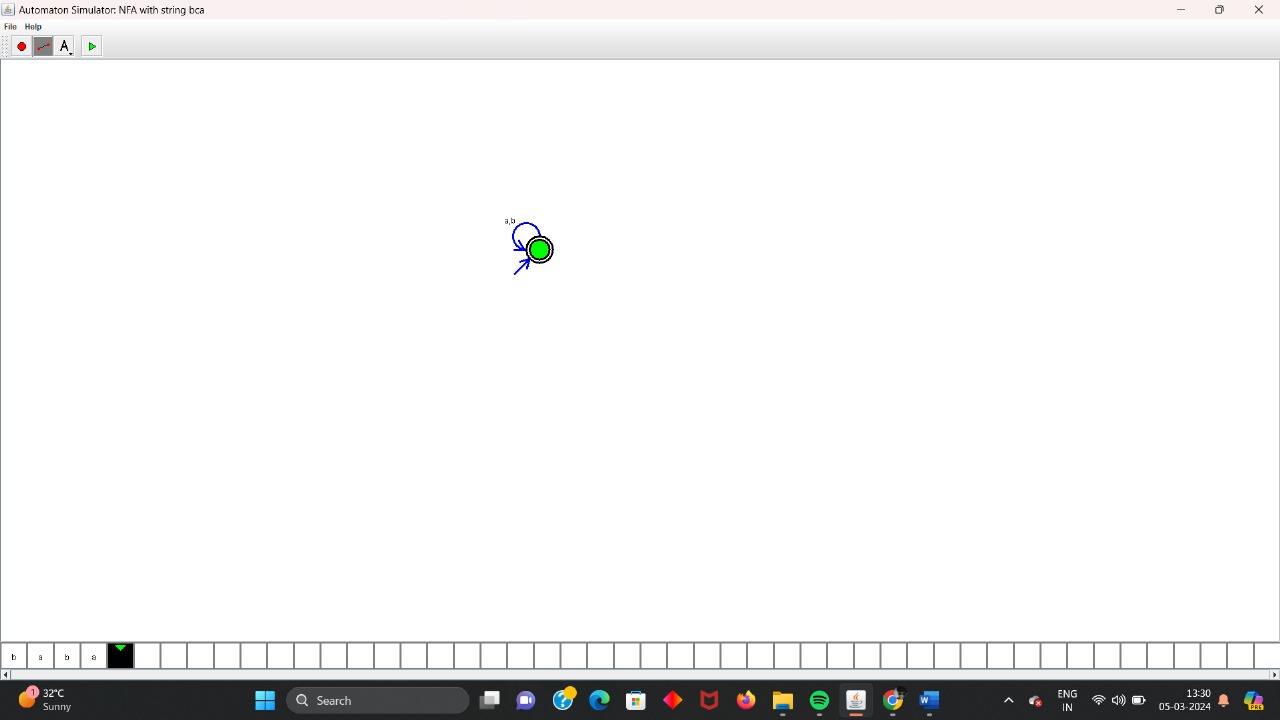 Automaton Simulator: NFA with string bca
File Help
A
a,b
b a b a
1 32°C
Sunny
Search
ENG
IN
13:30
05-03-2024
PRE